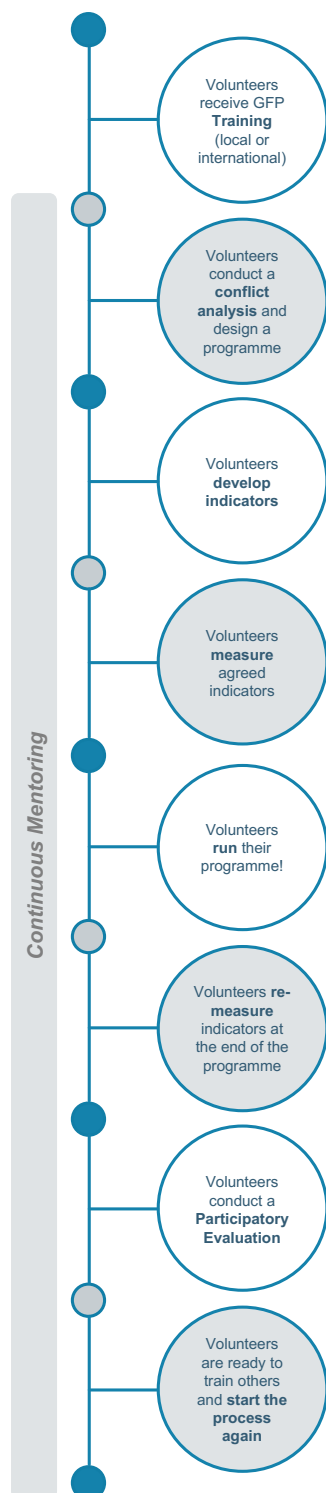 Volunteers
receive GFP
Training
(local or
international)
Volunteers
conduct a
conflict
analysis and
design a
programme
Volunteers
develop
indicators
Volunteers
measure
agreed
indicators
Continuous Mentoring
Volunteers
run their
programme!
Volunteers re-
measure
indicators at
the end of the
programme
Volunteers
conduct a
Participatory
Evaluation
Volunteers
are ready to
train others
and start the
process
again